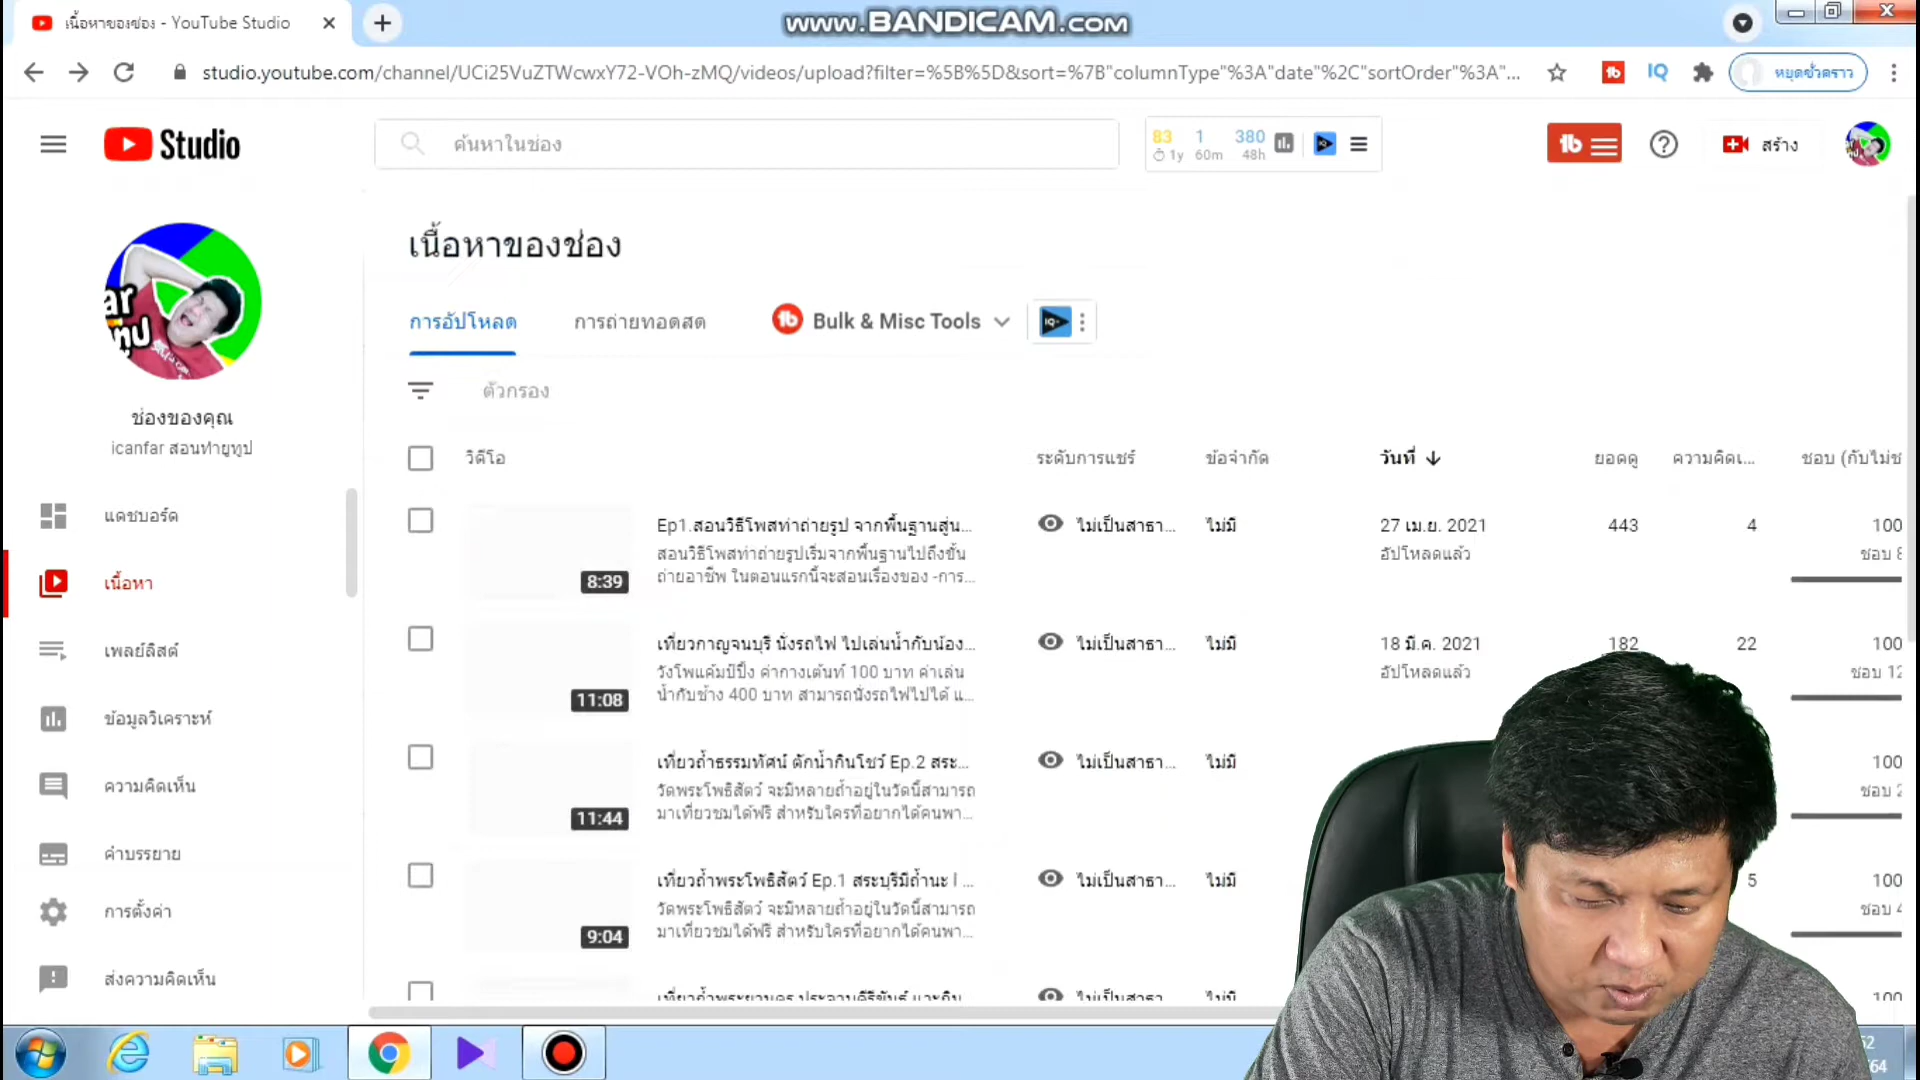 เนื้อหาของช่อง - YouTube Studio
www.BANDICAM.com
studio.youtube.com/channel/UCi25VuZTWcwxY72-VOh-zMQ/videos/upload?filter=%5B%5D&sort=%7B"columnType"%3A"date"%2C"sortOrder"%3A"...
IQ
หยุดชั่วคราว
Studio
ค้นหาในช่อง
83 1 380
1y 60m 48h
สร้าง
เนื้อหาของช่อง
การอัปโหลด
การถ่ายทอดสด
Bulk & Misc Tools
ตัวกรอง
ช่องของคุณ
icanfar สอนทำยูทูป
แดชบอร์ด
เนื้อหา
เพลย์ลิสต์
ข้อมูลวิเคราะห์
ความคิดเห็น
คำบรรยาย
การตั้งค่า
ส่งความคิดเห็น
วิดีโอ ระดับการแชร์ ข้อจำกัด วันที่ ยอดดู ความคิดเ... ชอบ (กับไม่ช
Ep1.สอนวิธีโพสท่าถ่ายรูป จากพื้นฐานสู่น... ไม่เป็นสาธา... ไม่มี 27 เม.ย. 2021 443 4 100
สอนวิธีโพสท่าถ่ายรูปเริ่มจากพื้นฐานไปถึงขั้น อัปโหลดแล้ว ชอบ 8
ถ่ายอาชีพ ในตอนแรกนี้จะสอนเรื่องของ -การ...
8:39
เที่ยวกาญจนบุรี นั่งรถไฟ ไปเล่นน้ำกับน้อง... ไม่เป็นสาธา... ไม่มี 18 มี.ค. 2021 182 22 100
วังโพแค้มป์ปิ้ง ค่ากางเต้นท์ 100 บาท ค่าเล่น อัปโหลดแล้ว ชอบ 12
น้ำกับช้าง 400 บาท สามารถนั่งรถไฟไปได้ แ...
11:08
เที่ยวถ้ำธรรมทัศน์ ตักน้ำกินโชว์ Ep.2 สระ... ไม่เป็นสาธา... ไม่มี 100
วัดพระโพธิสัตว์ จะมีหลายถ้ำอยู่ในวัดนี้สามารถ ชอบ 2
มาเที่ยวชมได้ฟรี สำหรับใครที่อยากได้คนพา...
11:44
เที่ยวถ้ำพระโพธิสัตว์ Ep.1 สระบุรีมีถ้ำนะ l ... ไม่เป็นสาธา... ไม่มี 5 100
วัดพระโพธิสัตว์ จะมีหลายถ้ำอยู่ในวัดนี้สามารถ ชอบ 4
มาเที่ยวชมได้ฟรี สำหรับใครที่อยากได้คนพา...
9:04